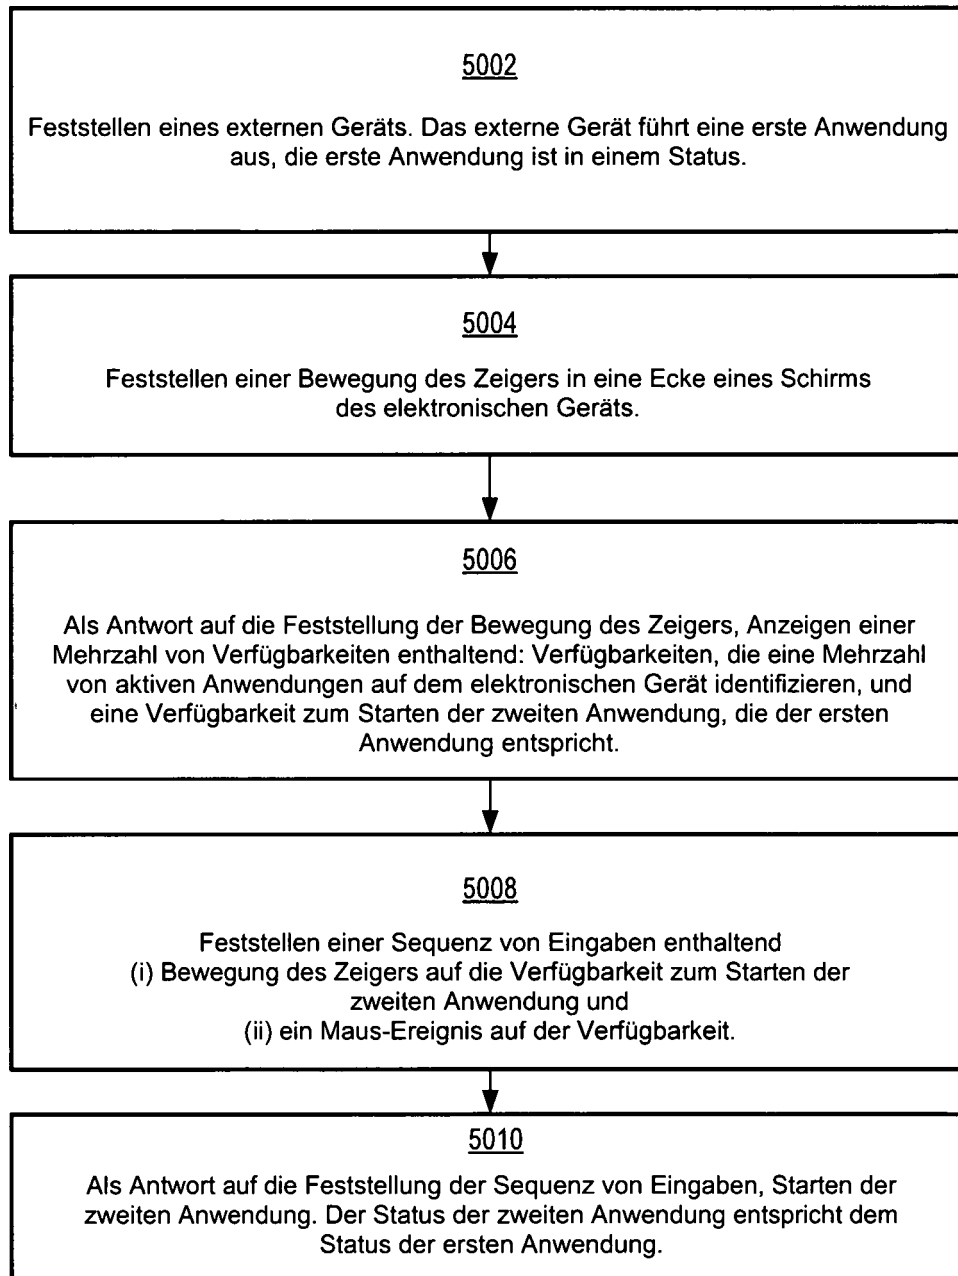 5002
Feststellen eines externen Geräts. Das externe Gerät führt eine erste Anwendung
aus, die erste Anwendung ist in einem Status.
5004
Feststellen einer Bewegung des Zeigers in eine Ecke eines Schirms
des elektronischen Geräts.
5006
Als Antwort auf die Feststellung der Bewegung des Zeigers, Anzeigen einer
Mehrzahl von Verfügbarkeiten enthaltend: Verfügbarkeiten, die eine Mehrzahl
von aktiven Anwendungen auf dem elektronischen Gerät identifizieren, und
eine Verfügbarkeit zum Starten der zweiten Anwendung, die der ersten
Anwendung entspricht.
5008
Feststellen einer Sequenz von Eingaben enthaltend
(i) Bewegung des Zeigers auf die Verfügbarkeit zum Starten der
zweiten Anwendung und
(ii) ein Maus-Ereignis auf der Verfügbarkeit.
5010
Als Antwort auf die Feststellung der Sequenz von Eingaben, Starten der
zweiten Anwendung. Der Status der zweiten Anwendung entspricht dem
Status der ersten Anwendung.